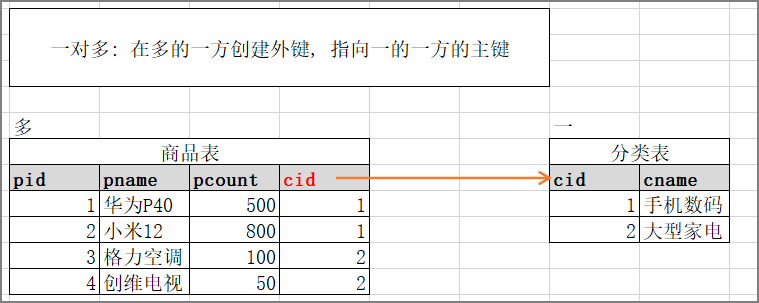 一对多: 在多的一方创建外键, 指向一的一方的主键
多 一
商品表 分类表
pid pname pcount cid cid cname
1 华为P40 500 1 1 手机数码
2 小米12 800 1 2 大型家电
3 格力空调 100 2
4 创维电视 50 2